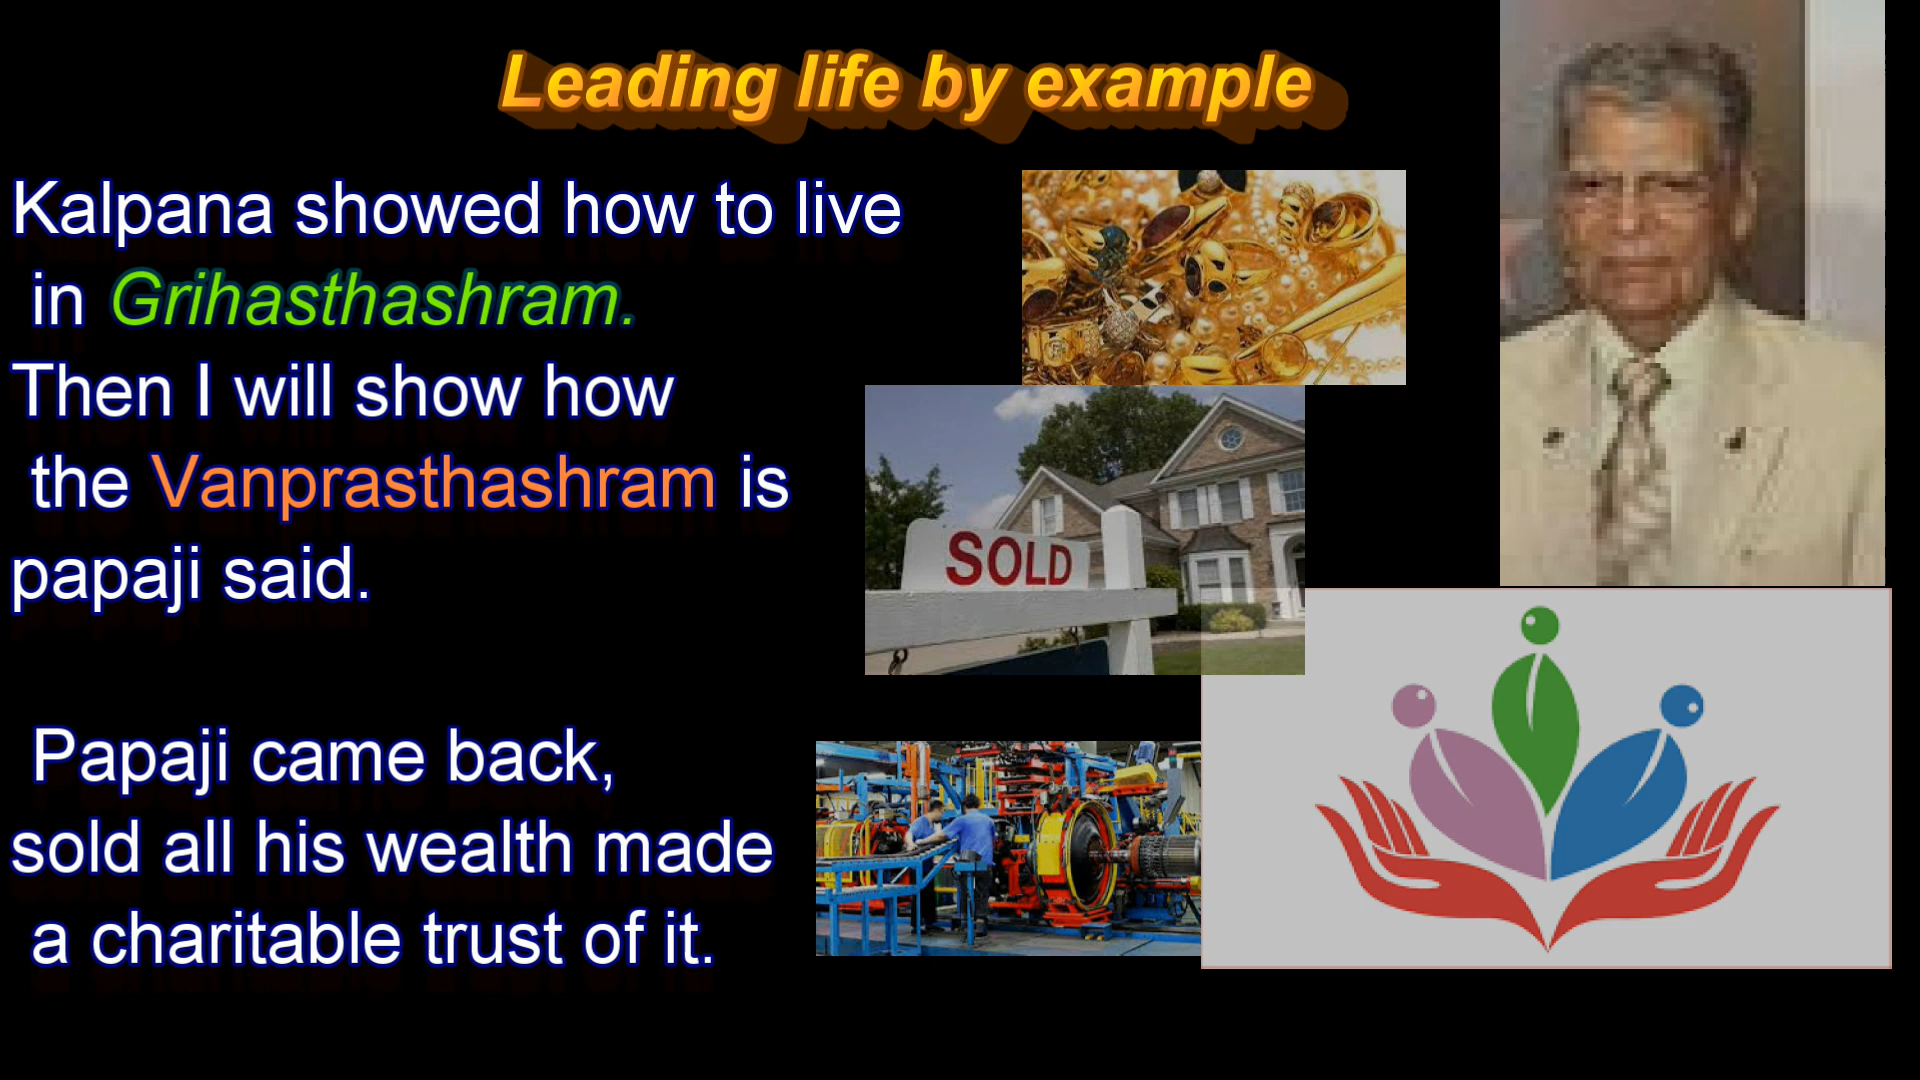 Leading life by example
Kalpana showed how to live
in Grihasthashram.
Then I will show how
the Vanprasthashram is
papaji said.
Papaji came back,
sold all his wealth made
a charitable trust of it.
SOLD